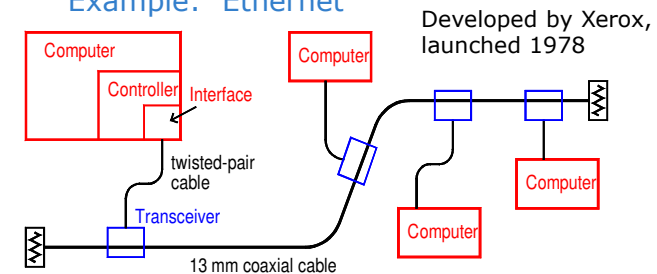 Example: Ethernet
Developed by Xerox,
launched 1978
Computer
Controller
Interface
Computer
twisted-pair
cable
Transceiver
Computer
Computer
13 mm coaxial cable